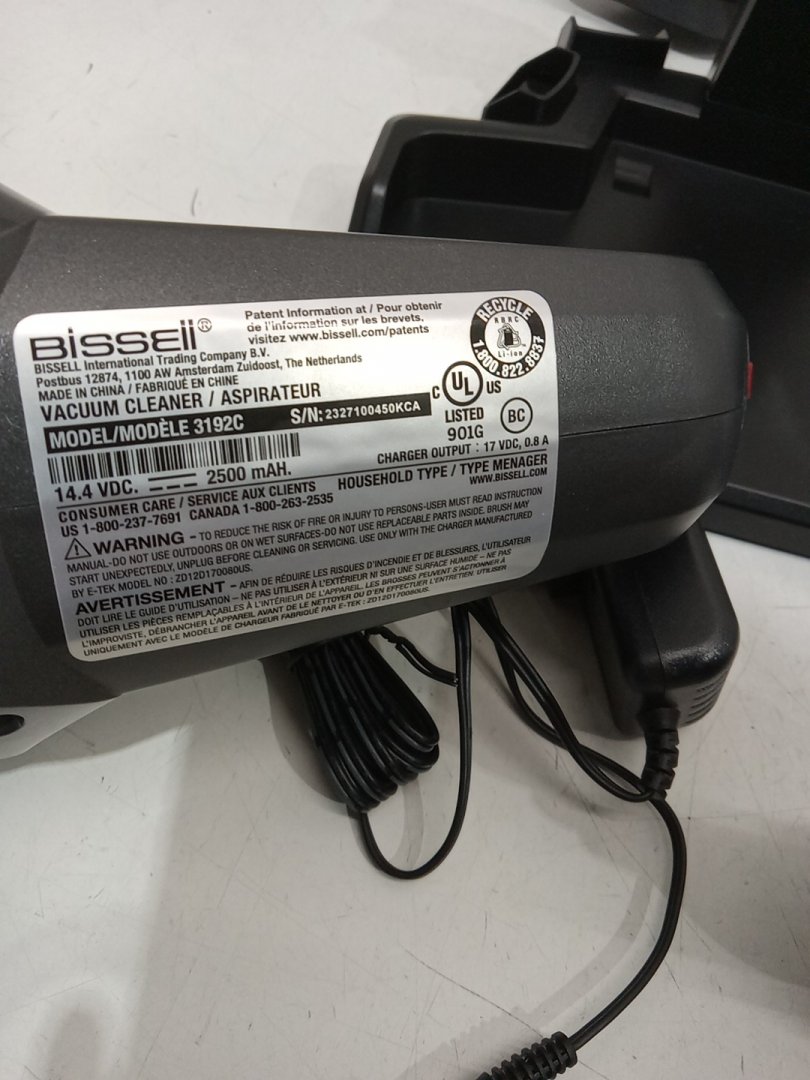 BISSELL®
Patent Information at / Pour obtenir
de l'information sur les brevets.
visitez www.bissell.com/patents
BISSELL International Trading Company B.V.
Postbus 12874, 1100 AW Amsterdam Zuidoost, The Netherlands
MADE IN CHINA / FABRIQUÉ EN CHINE
VACUUM CLEANER / ASPIRATEUR
MODEL/MODÈLE 3192C S/N: 2327100450KCA
RECYCLE
RBRC
Li-ion
1.800.822.8837
C UL US
LISTED
901G
BC
14.4 VDC. 2500 mAH.
CHARGER OUTPUT : 17 VDC, 0.8 A
CONSUMER CARE / SERVICE AUX CLIENTS
US 1-800-237-7691 CANADA 1-800-263-2535
HOUSEHOLD TYPE / TYPE MENAGER
WWW.BISSELL.COM
WARNING - TO REDUCE THE RISK OF FIRE OR INJURY TO PERSONS-USER MUST READ INSTRUCTION
MANUAL-DO NOT USE OUTDOORS OR ON WET SURFACES-DO NOT USE REPLACEABLE PARTS INSIDE. BRUSH MAY
START UNEXPECTEDLY, UNPLUG BEFORE CLEANING OR SERVICING. USE ONLY WITH THE CHARGER MANUFACTURED
BY E-TEK MODEL NO : ZD12D170080US.
AVERTISSEMENT - AFIN DE RÉDUIRE LES RISQUES D'INCENDIE ET DE BLESSURES, L'UTILISATEUR
DOIT LIRE LE GUIDE D'UTILISATION – NE PAS UTILISER À L'EXTÉRIEUR NI SUR UNE SURFACE HUMIDE – NE PAS
UTILISER LES PIÈCES REMPLAÇABLES À L'INTÉRIEUR DE L'APPAREIL. LES BROSSES PEUVENT S'ACTIONNER À
L'IMPROVISTE, DÉBRANCHER L'APPAREIL AVANT DE LE NETTOYER OU D'EN EFFECTUER L'ENTRETIEN. UTILISER
UNIQUEMENT AVEC LE MODÈLE DE CHARGEUR FABRIQUÉ PAR E-TEK : ZD12D170080US.